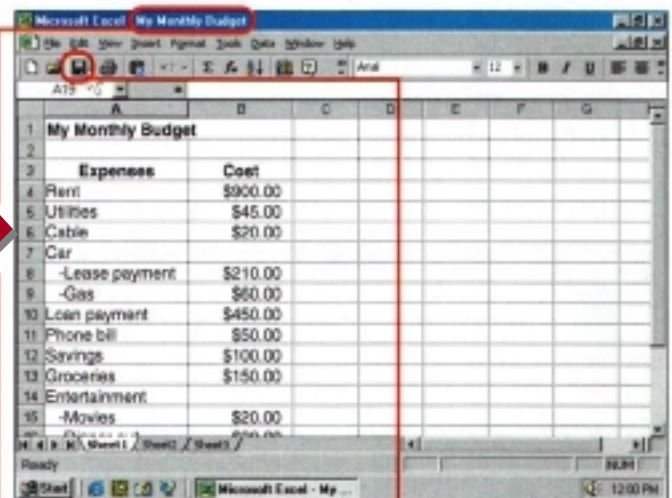 Microsoft Excel - My Monthly Budget
File Edit View Insert Format Tools Data Window Help
Arial 12 B I U
A19
A B C D E F G
1 My Monthly Budget
2
3 Expenses Cost
4 Rent $900.00
5 Utilities $45.00
6 Cable $20.00
7 Car
8 -Lease payment $210.00
9 -Gas $60.00
10 Loan payment $450.00
11 Phone bill $50.00
12 Savings $100.00
13 Groceries $150.00
14 Entertainment
15 -Movies $20.00
Sheet1 Sheet2 Sheet3
Ready NUM
Start Microsoft Excel - My ... 12:00 PM